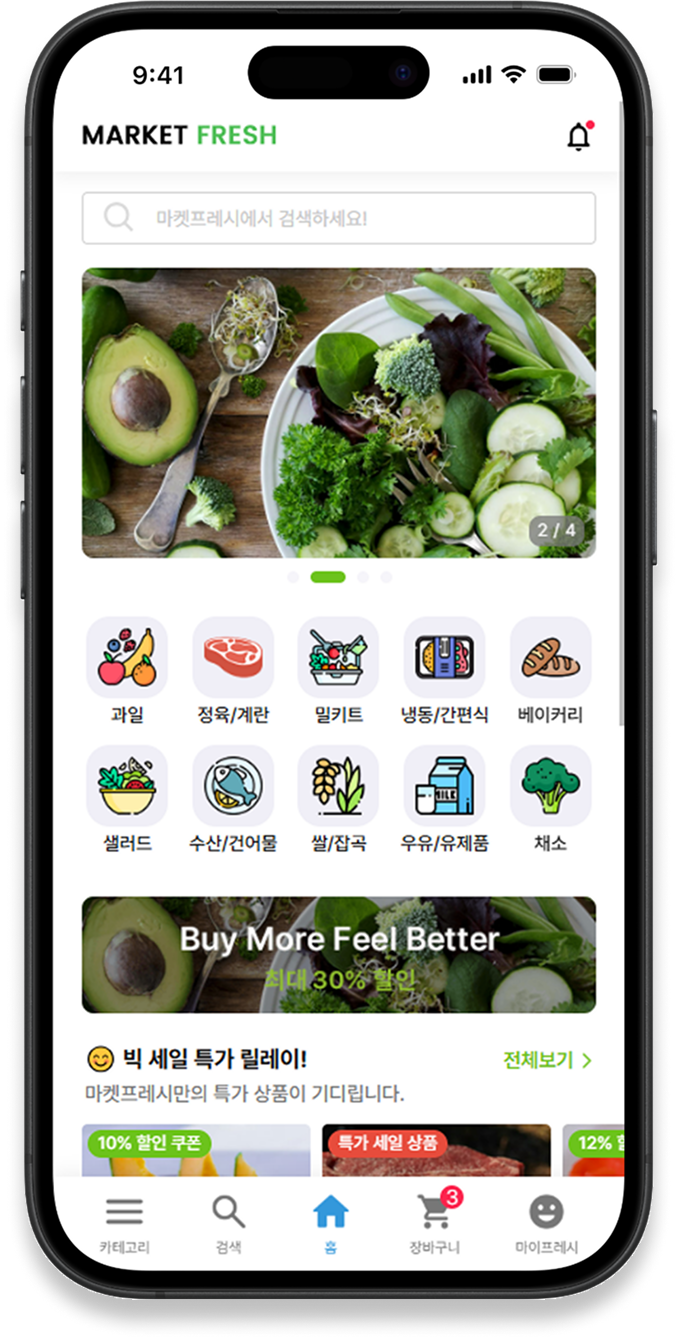 9:41
MARKET FRESH
마켓프레시에서 검색하세요!
2 / 4
과일
정육/계란
밀키트
냉동/간편식
베이커리
MILK
샐러드
수산/건어물
쌀/잡곡
우유/유제품
채소
Buy More Feel Better
최대 30% 할인
빅 세일 특가 릴레이!
전체보기
마켓프레시만의 특가 상품이 기디립니다.
10% 할인 쿠폰
특가 세일 상품
12%
3
카테고리
검색
홈
장바구니
마이프레시